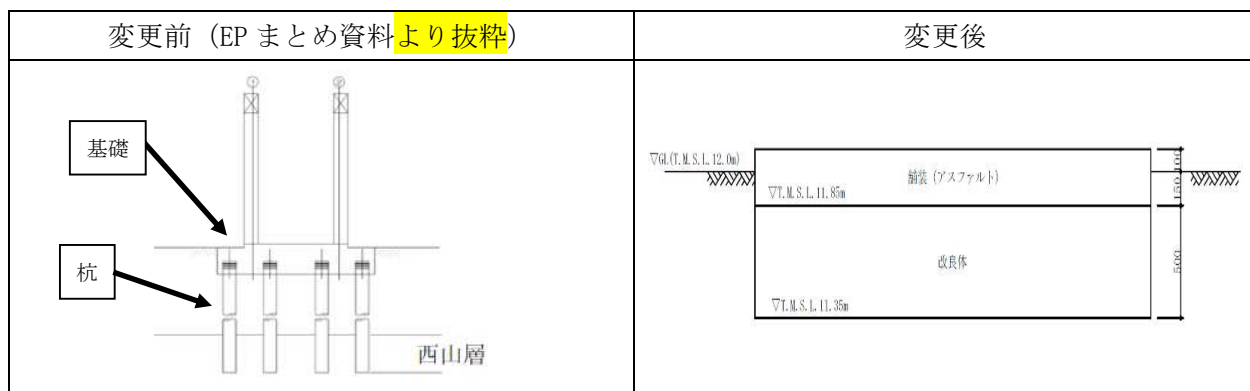 変更前（EP まとめ資料より抜粋）
変更後
基礎
杭
西山層
▽GL(T.M.S.L.12.0m)
舗装（アスファルト）
▽T.M.S.L.11.85m
改良体
▽T.M.S.L.11.35m
100
150
500